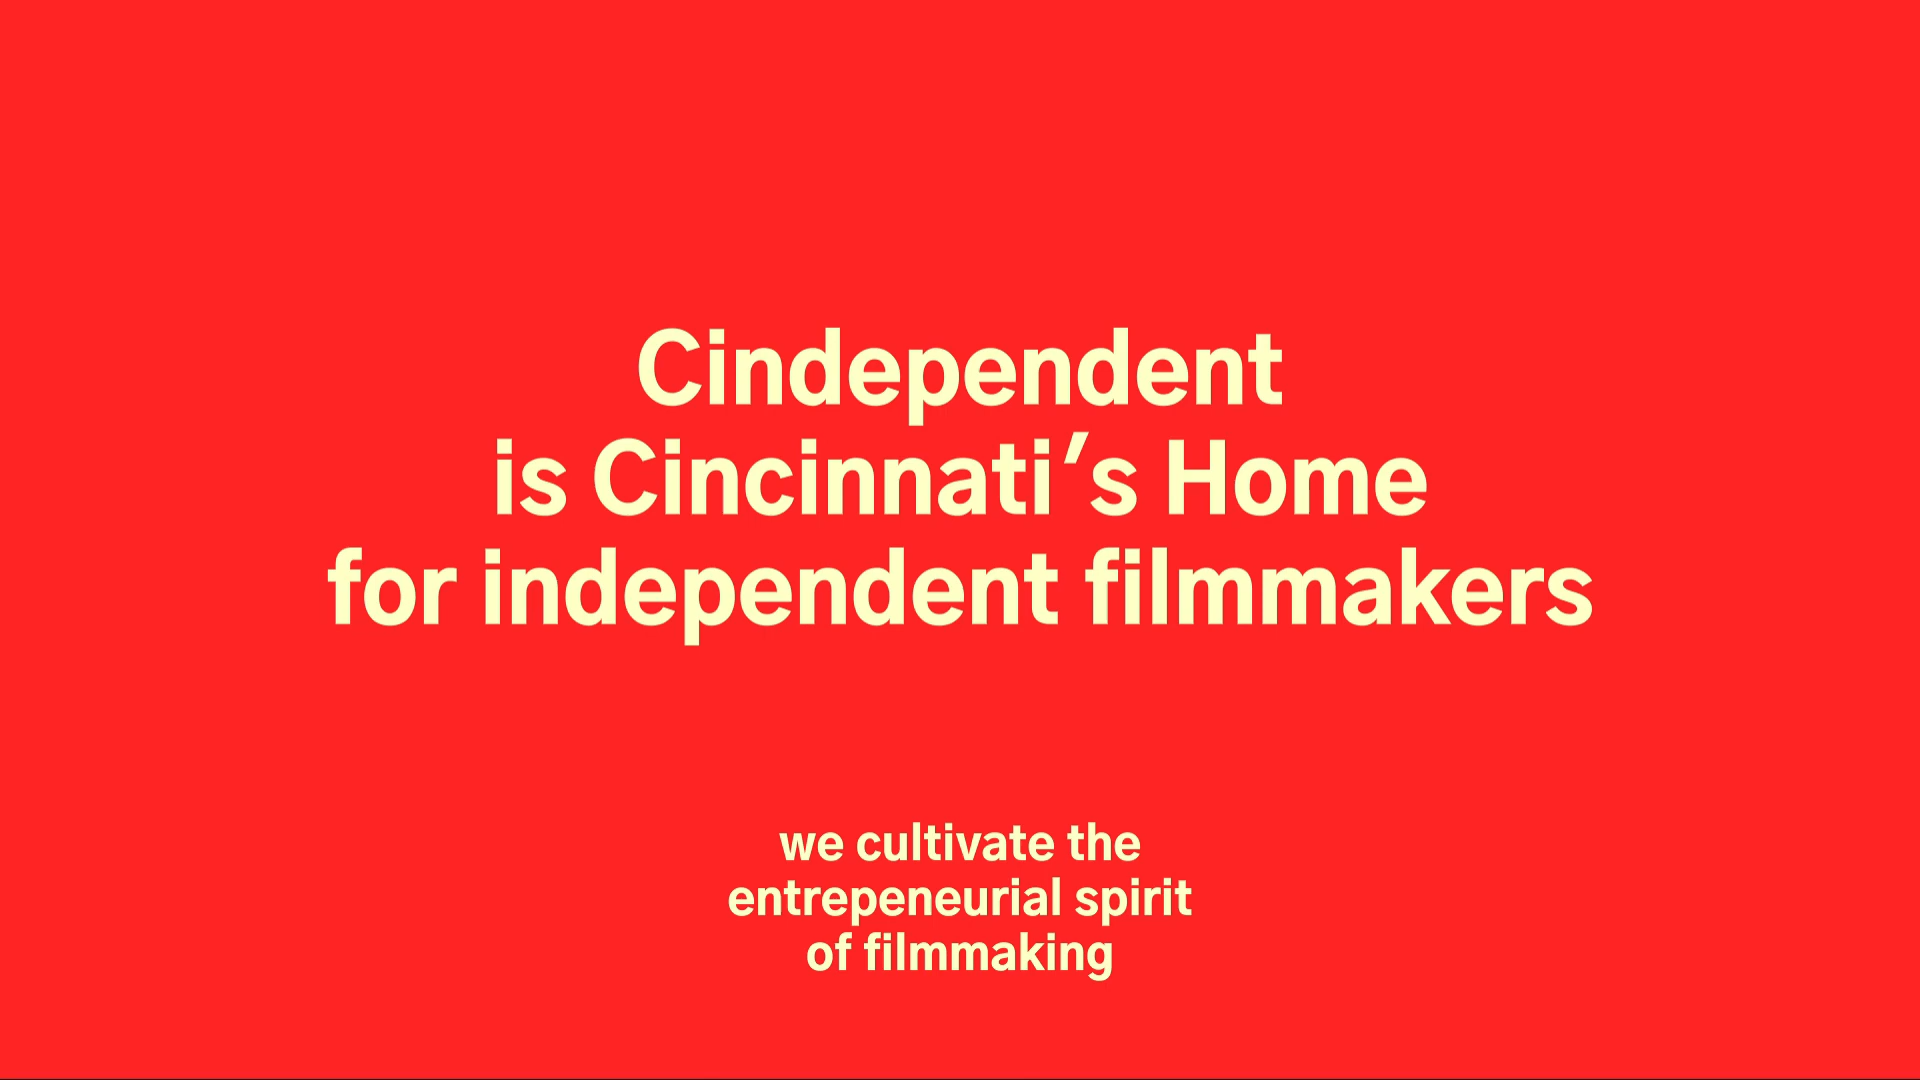 Cindependent
is Cincinnati's Home
for independent filmmakers
we cultivate the
entrepeneurial spirit
of filmmaking